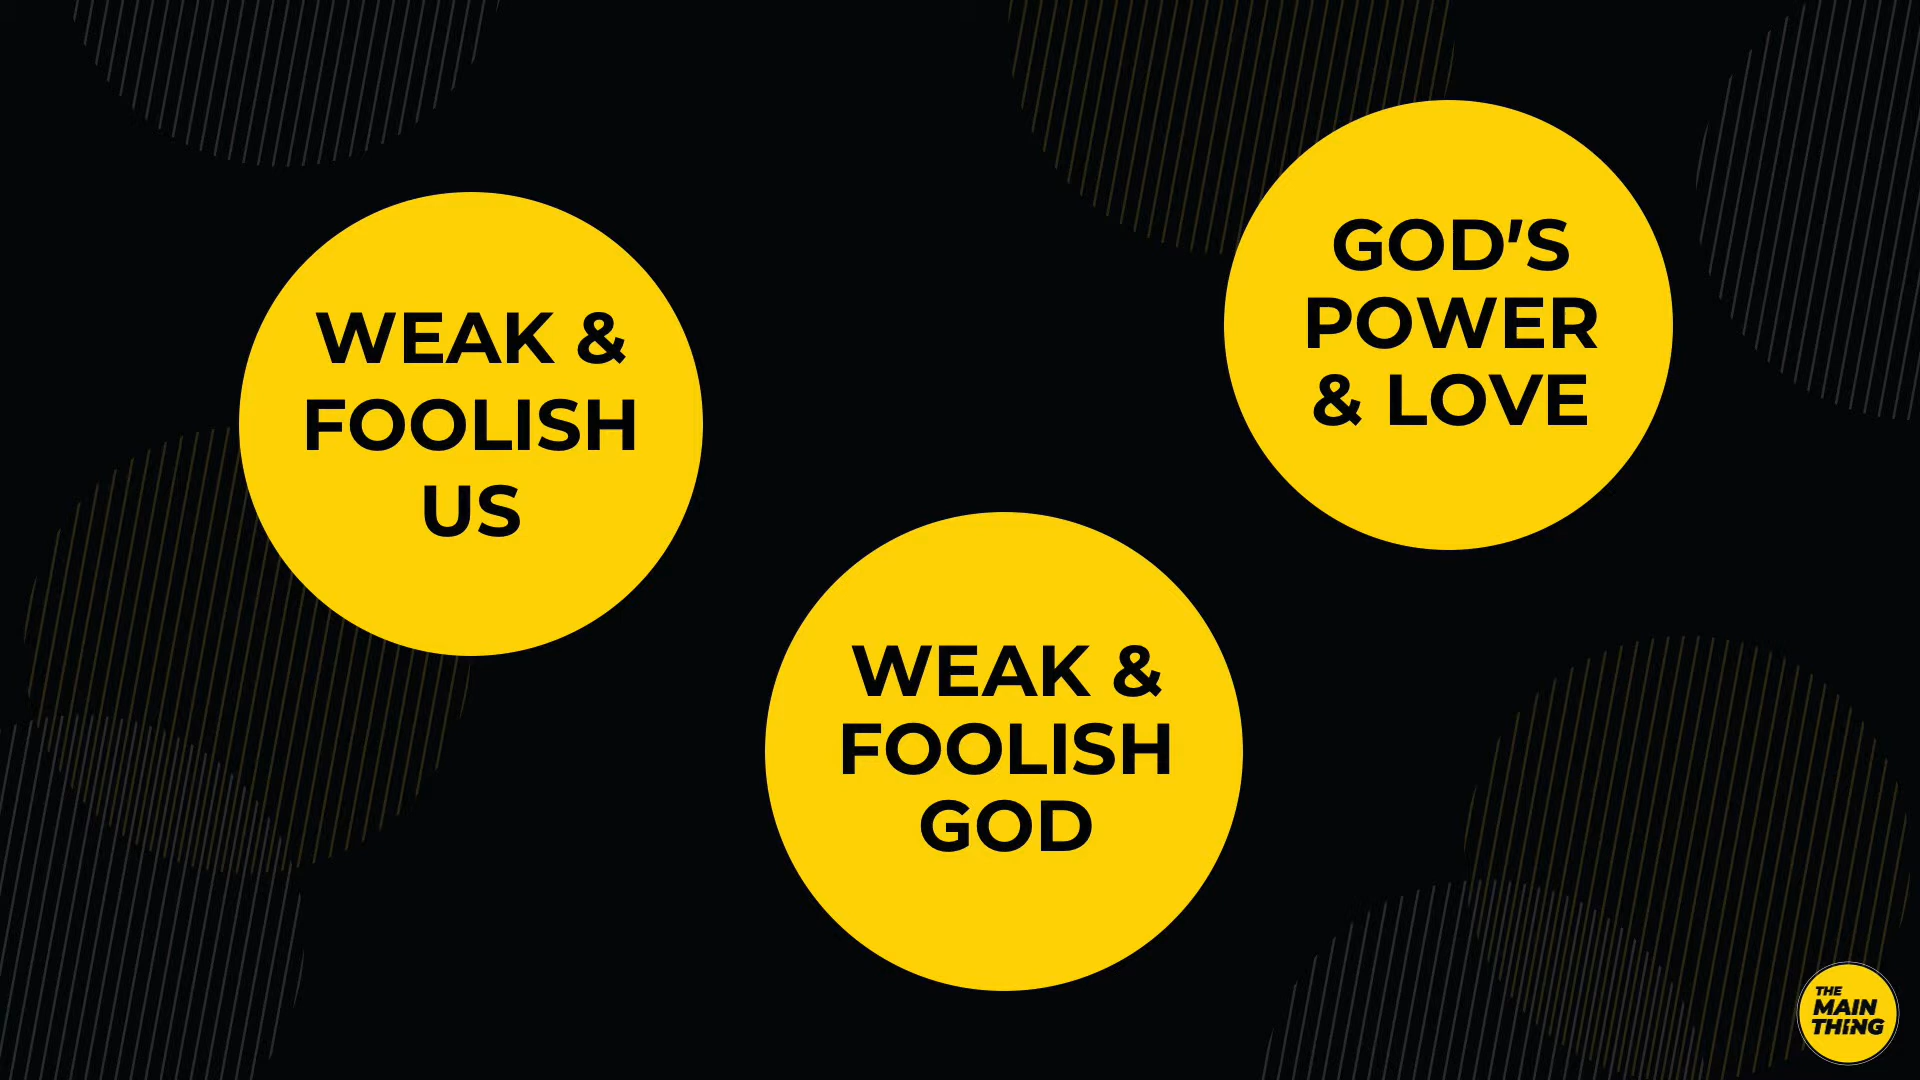 WEAK &
FOOLISH
US
WEAK &
FOOLISH
GOD
GOD'S
POWER
& LOVE
THE
MAIN
THING